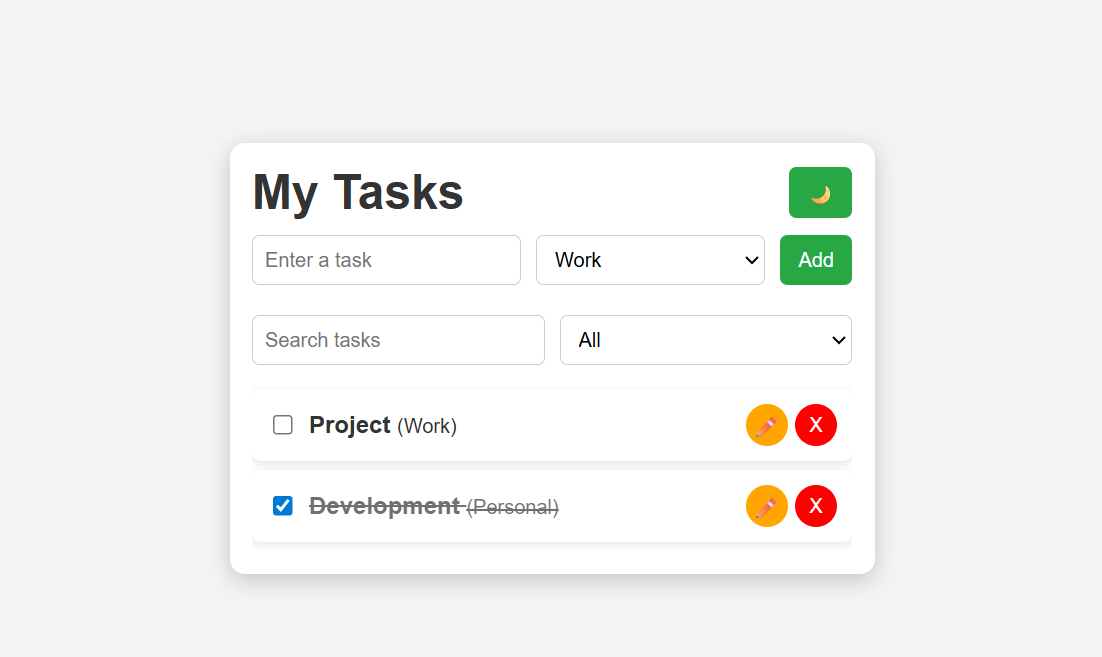 My Tasks
Enter a task Work Add
Search tasks All
Project (Work) X
Development (Personal) X